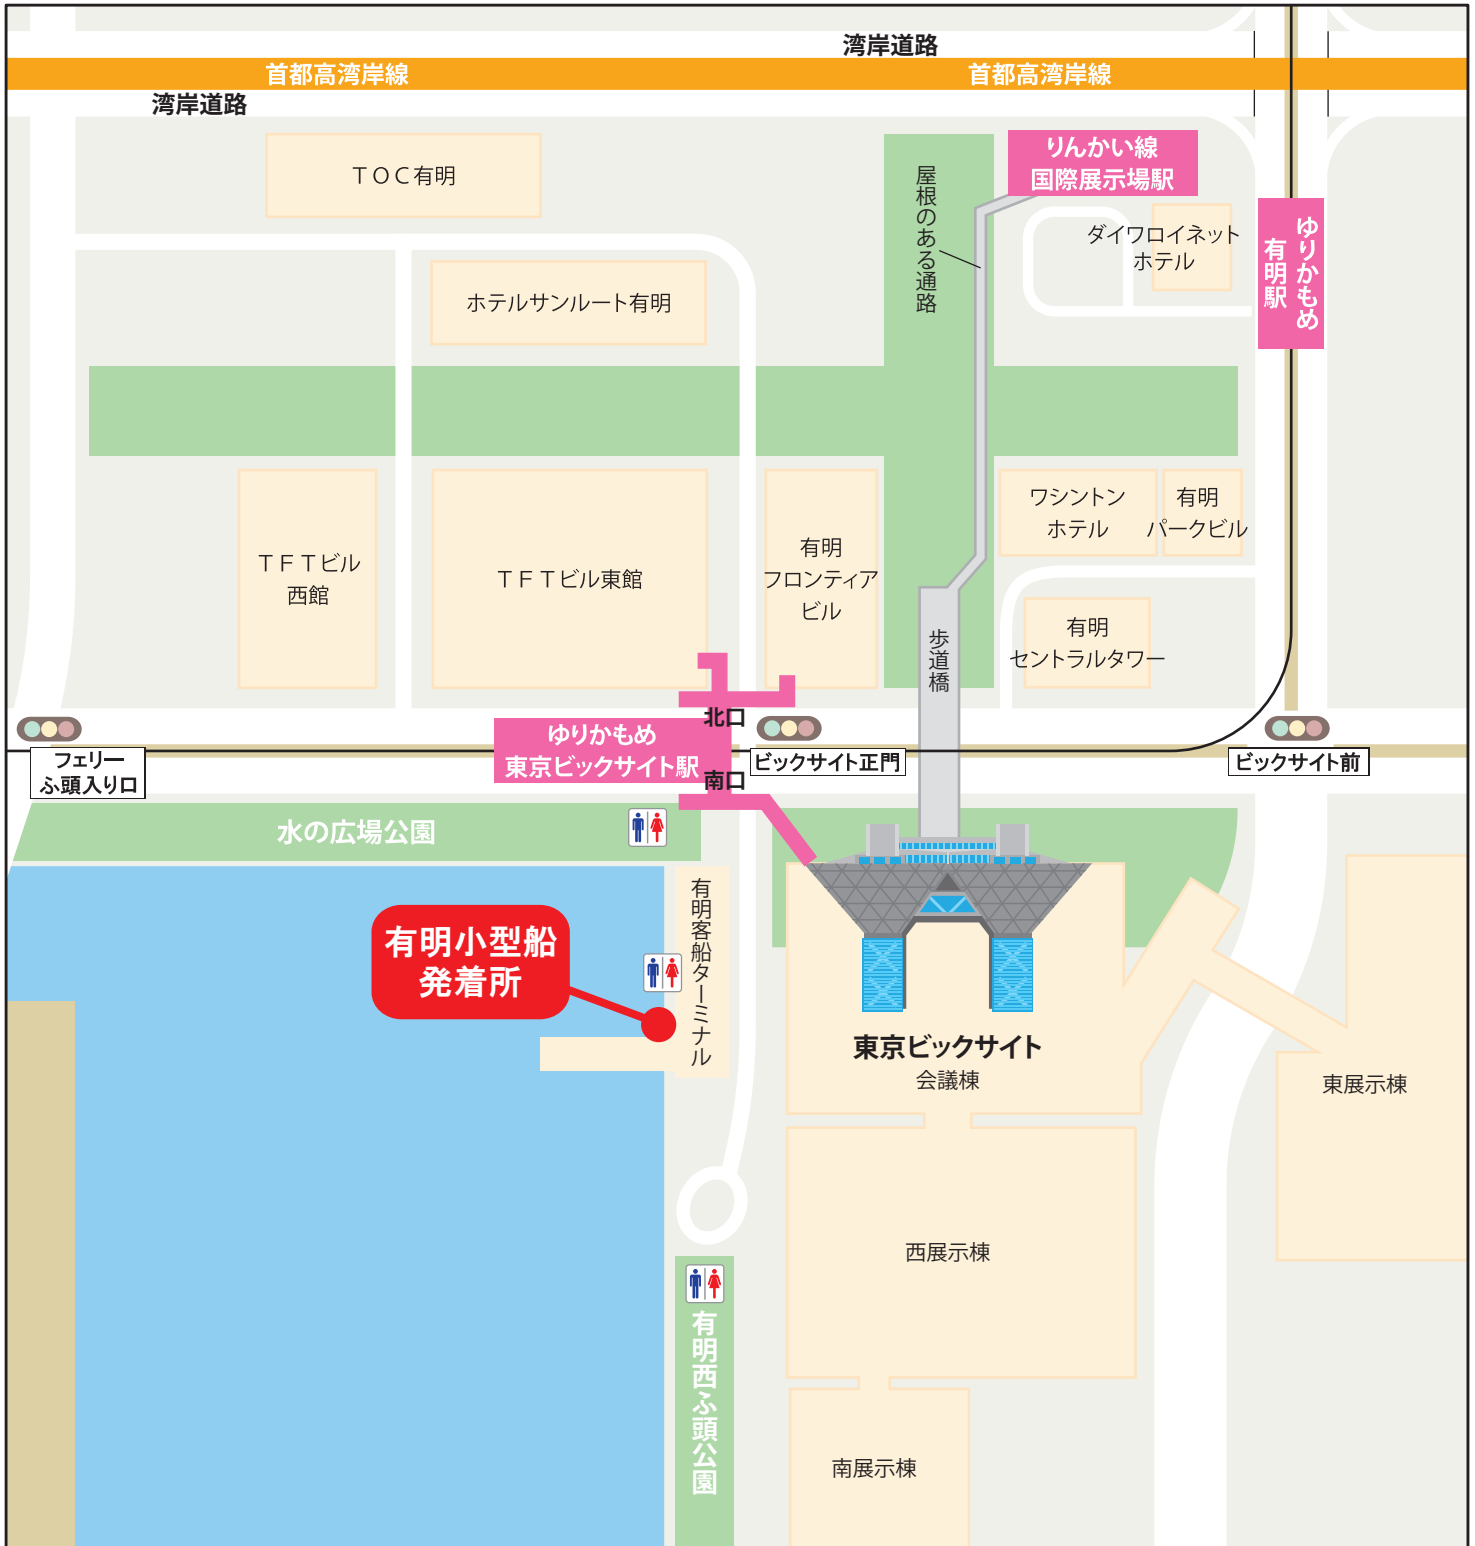 湾岸道路
首都高湾岸線
首都高湾岸線
湾岸道路
ＴＯＣ有明
屋根のある通路
りんかい線
国際展示場駅
ダイワロイネット
ホテル
ゆりかもめ
有明駅
ホテルサンルート有明
ＴＦＴビル
西館
ＴＦＴビル東館
有明
フロンティア
ビル
ワシントン
ホテル
有明
パークビル
有明
セントラルタワー
歩道橋
北口
ゆりかもめ
東京ビックサイト駅
南口
フェリー
ふ頭入り口
ビックサイト正門
ビックサイト前
水の広場公園
有明客船ターミナル
有明小型船
発着所
東京ビックサイト
会議棟
東展示棟
西展示棟
有明西ふ頭公園
南展示棟